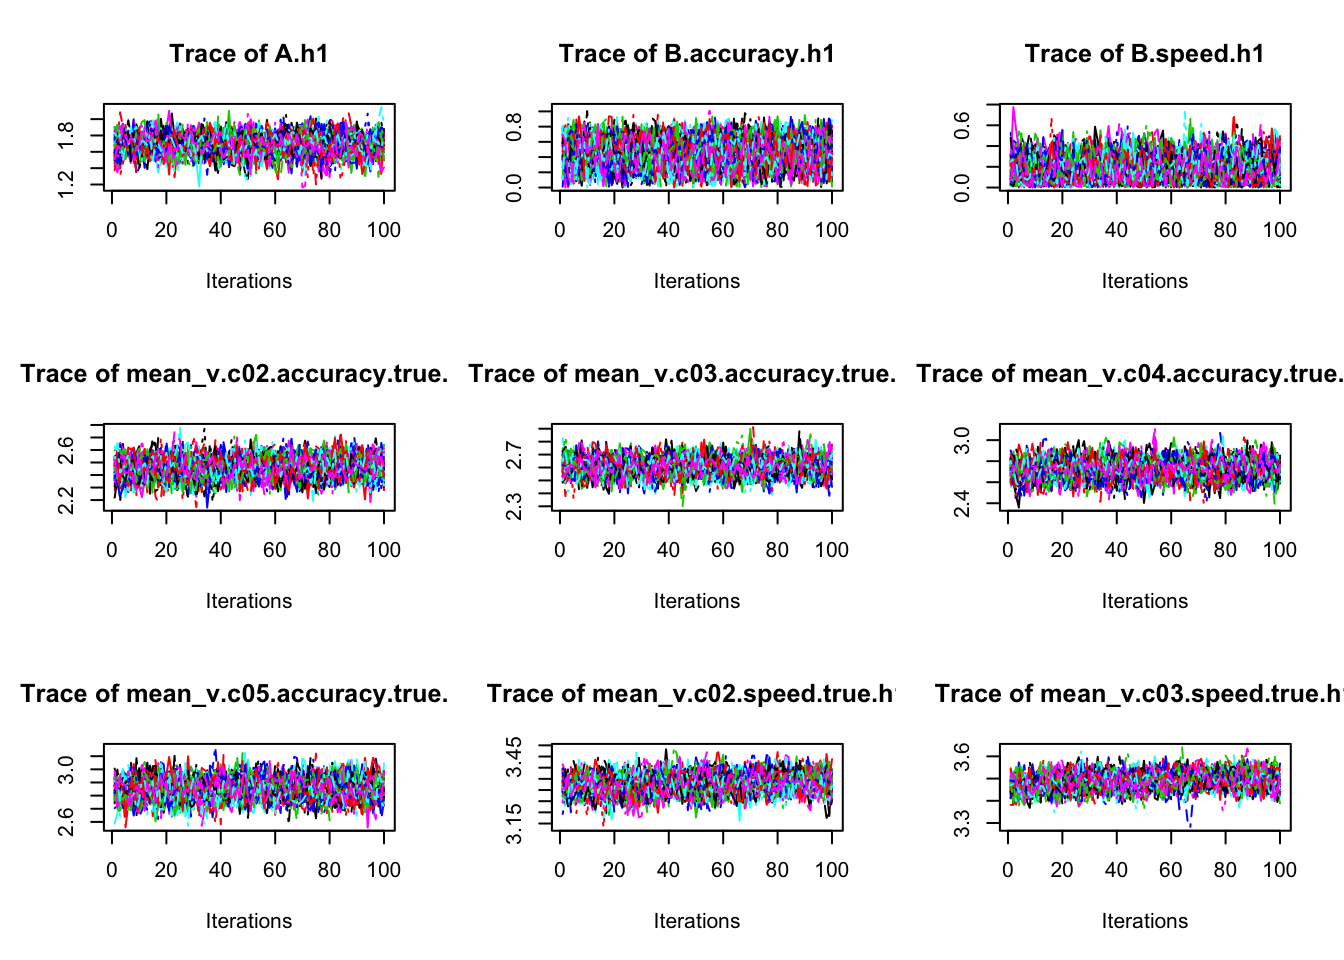 Trace of A.h1
Trace of B.accuracy.h1
Trace of B.speed.h1
1.8
1.2
0.8
0.0
0.6
0.0
0 20 40 60 80 100
0 20 40 60 80 100
0 20 40 60 80 100
Iterations
Iterations
Iterations
Trace of mean_v.c02.accuracy.true.
Trace of mean_v.c03.accuracy.true.
Trace of mean_v.c04.accuracy.true.
2.6
2.2
2.7
2.3
3.0
2.4
0 20 40 60 80 100
0 20 40 60 80 100
0 20 40 60 80 100
Iterations
Iterations
Iterations
Trace of mean_v.c05.accuracy.true.
Trace of mean_v.c02.speed.true.h
Trace of mean_v.c03.speed.true.h
3.0
2.6
3.45
3.15
3.6
3.3
0 20 40 60 80 100
0 20 40 60 80 100
0 20 40 60 80 100
Iterations
Iterations
Iterations